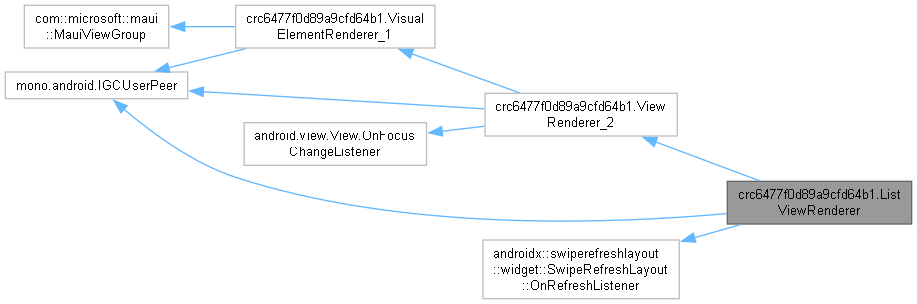 com::microsoft::maui
::MauiViewGroup
crc6477f0d89a9cfd64b1.Visual
ElementRenderer_1
mono.android.IGCUserPeer
crc6477f0d89a9cfd64b1.View
Renderer_2
android.view.View.OnFocus
ChangeListener
crc6477f0d89a9cfd64b1.List
ViewRenderer
androidx::swiperefreshlayout
::widget::SwipeRefreshLayout
::OnRefreshListener